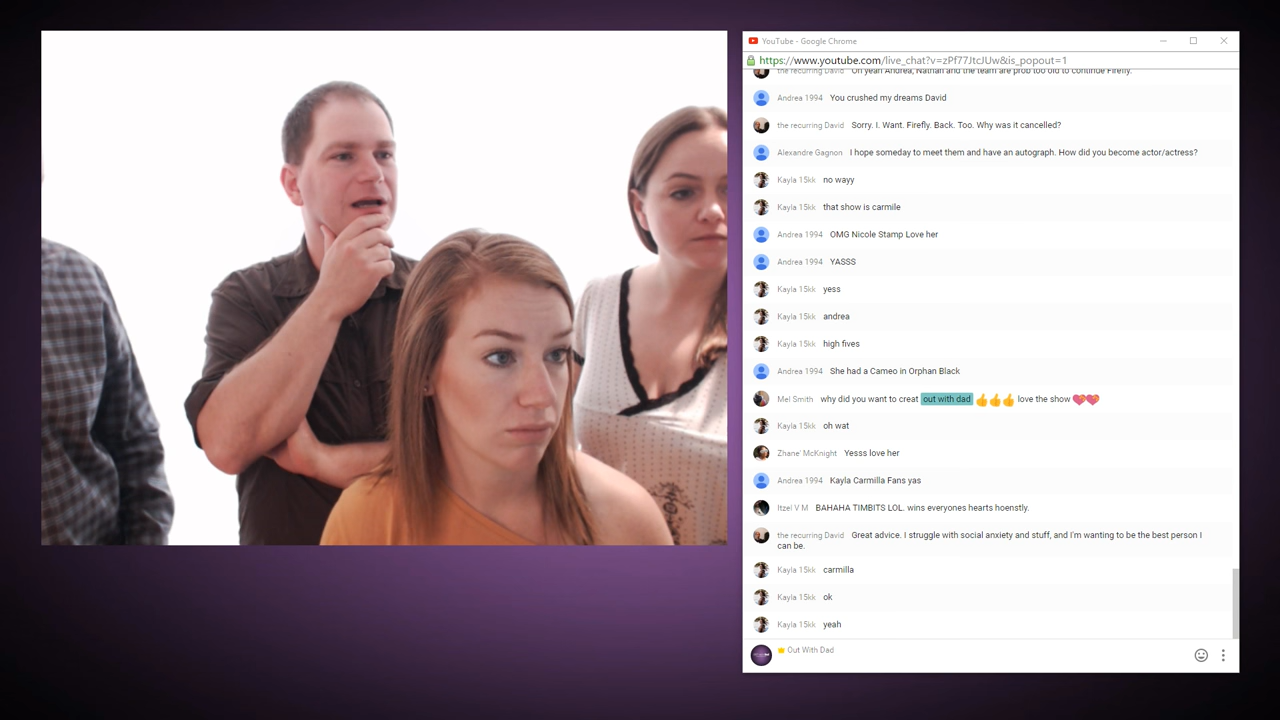 YouTube - Google Chrome
https://www.youtube.com/live_chat?v=zPf77JtcJUw&is_popout=1
the recurring David Oh yeah Andrea, Nathan and the team are prob too old to continue Firefly.
Andrea 1994 You crushed my dreams David
the recurring David Sorry. I. Want. Firefly. Back. Too. Why was it cancelled?
Alexandre Gagnon I hope someday to meet them and have an autograph. How did you become actor/actress?
Kayla 15kk no wayy
Kayla 15kk that show is carmile
Andrea 1994 OMG Nicole Stamp Love her
Andrea 1994 YASSS
Kayla 15kk yess
Kayla 15kk andrea
Kayla 15kk high fives
Andrea 1994 She had a Cameo in Orphan Black
Mel Smith why did you want to creat out with dad 👍👍👍 love the show 💝💝
Kayla 15kk oh wat
Zhane' McKnight Yesss love her
Andrea 1994 Kayla Carmilla Fans yas
Itzel V M BAHAHA TIMBITS LOL. wins everyones hearts hoenstly.
the recurring David Great advice. I struggle with social anxiety and stuff, and I'm wanting to be the best person I
can be.
Kayla 15kk carmilla
Kayla 15kk ok
Kayla 15kk yeah
Out With Dad